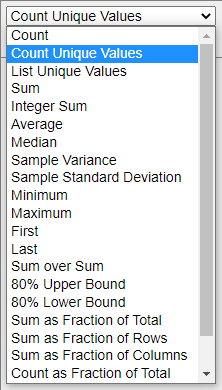 Count Unique Values
Count
Count Unique Values
List Unique Values
Sum
Integer Sum
Average
Median
Sample Variance
Sample Standard Deviation
Minimum
Maximum
First
Last
Sum over Sum
80% Upper Bound
80% Lower Bound
Sum as Fraction of Total
Sum as Fraction of Rows
Sum as Fraction of Columns
Count as Fraction of Total